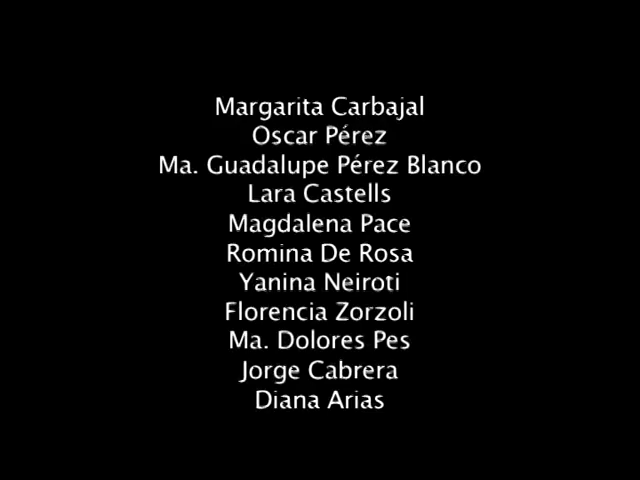 Margarita Carbajal
Oscar Pérez
Ma. Guadalupe Pérez Blanco
Lara Castells
Magdalena Pace
Romina De Rosa
Yanina Neiroti
Florencia Zorzoli
Ma. Dolores Pes
Jorge Cabrera
Diana Arias